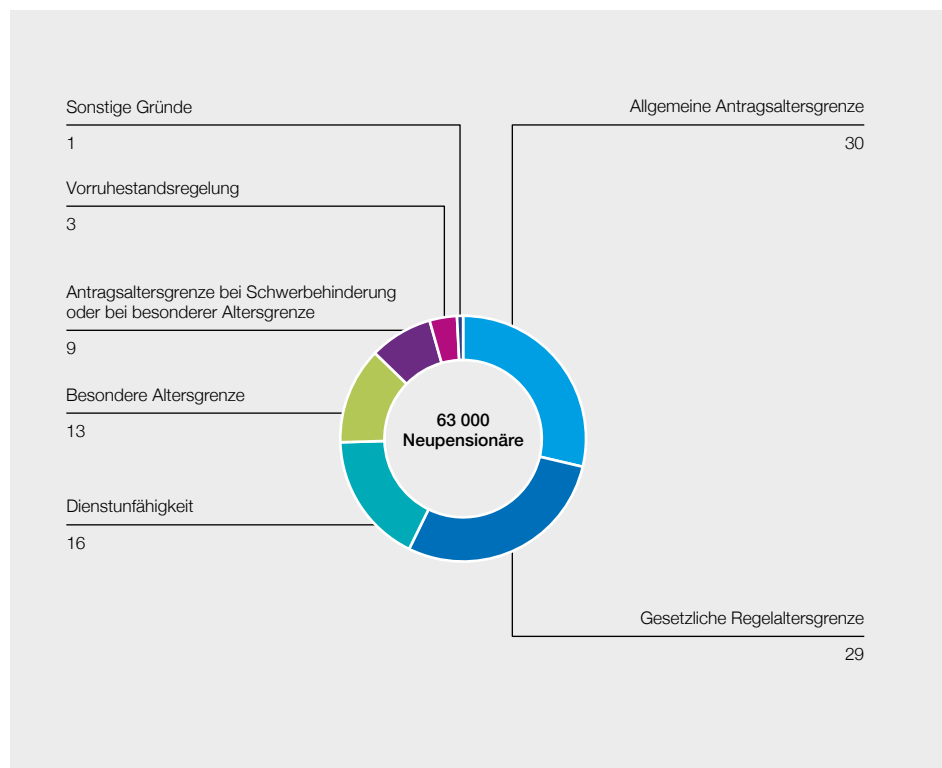 Sonstige Gründe
1
Vorruhestandsregelung
3
Antragsaltersgrenze bei Schwerbehinderung
oder bei besonderer Altersgrenze
9
Besondere Altersgrenze
13
Dienstunfähigkeit
16
63 000
Neupensionäre
Allgemeine Antragsaltersgrenze
30
Gesetzliche Regelaltersgrenze
29